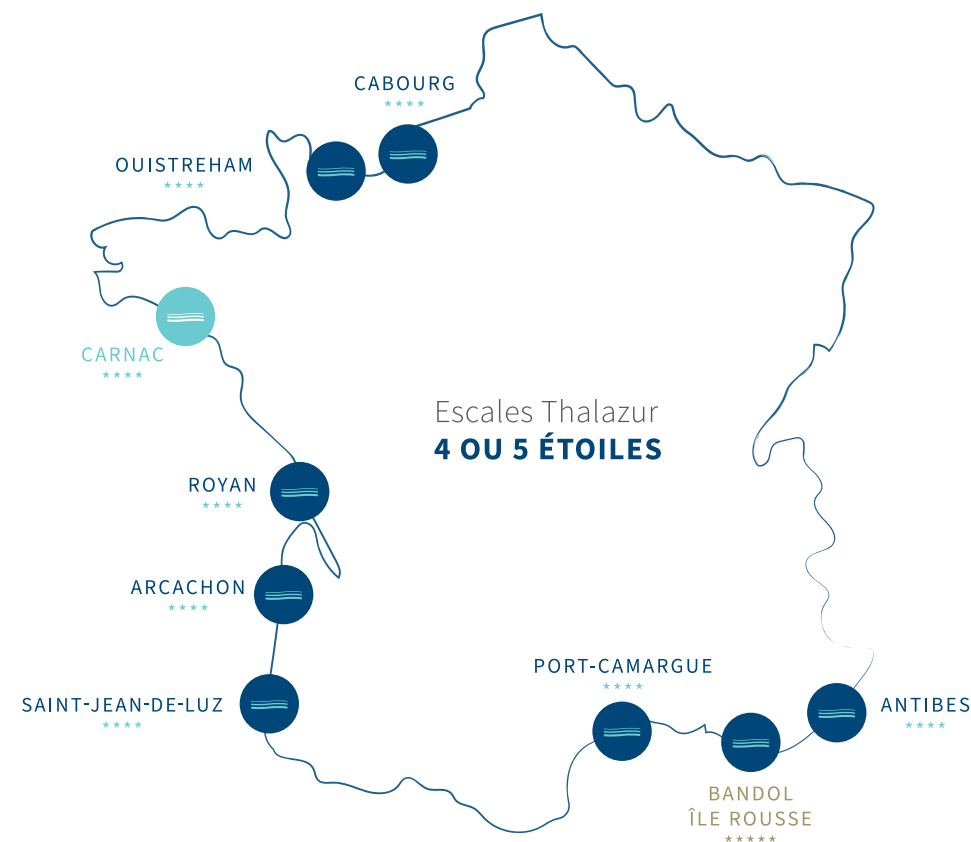 CABOURG
****
OUISTREHAM
****
CARNAC
****
Escales Thalazur
4 OU 5 ÉTOILES
ROYAN
****
ARCACHON
****
PORT-CAMARGUE
****
SAINT-JEAN-DE-LUZ
****
ANTIBES
****
BANDOL
ÎLE ROUSSE
*****